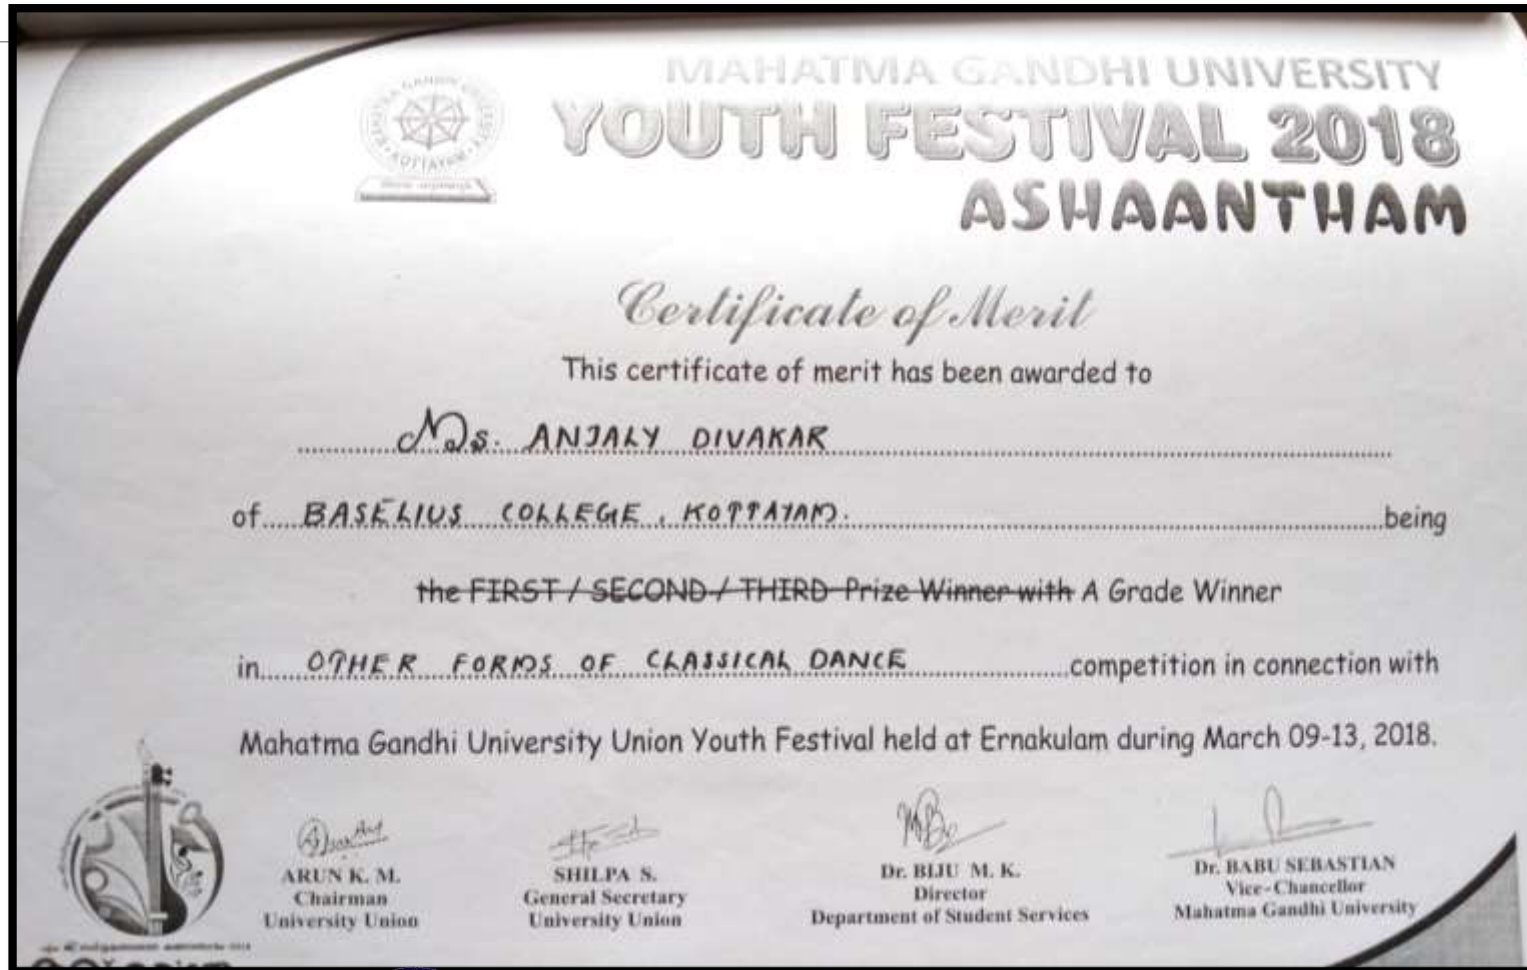 MAHATMA GANDHI UNIVERSITY
YOUTH FESTIVAL 2018
ASHAANTHAM
KOTTAYAM
Certificate of Merit
This certificate of merit has been awarded to
Ms. ANJALY DIVAKAR
of BASELIUS COLLEGE, KOTTAYAM. being
the FIRST / SECOND / THIRD Prize Winner with A Grade Winner
in OTHER FORMS OF CLASSICAL DANCE competition in connection with
Mahatma Gandhi University Union Youth Festival held at Ernakulam during March 09-13, 2018.
ARUN K. M.
Chairman
University Union
SHILPA S.
General Secretary
University Union
Dr. BIJU M. K.
Director
Department of Student Services
Dr. BABU SEBASTIAN
Vice-Chancellor
Mahatma Gandhi University